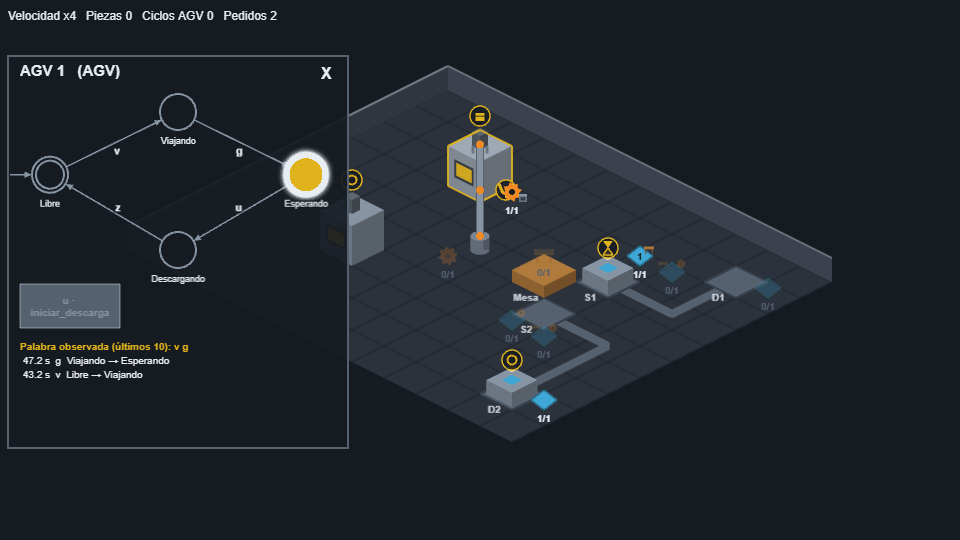 Velocidad x4 Piezas 0 Ciclos AGV 0 Pedidos 2
AGV 1 (AGV)
X
Viajando
v
g
Libre
Esperando
z
u
Descargando
u -
iniciar_descarga
Palabra observada (últimos 10): v g
47.2 s g Viajando → Esperando
43.2 s v Libre → Viajando
1/1
0/1
0/1
Mesa
S1
1
1/1
0/1
D1
0/1
S2
0/1
0/1
D2
1/1